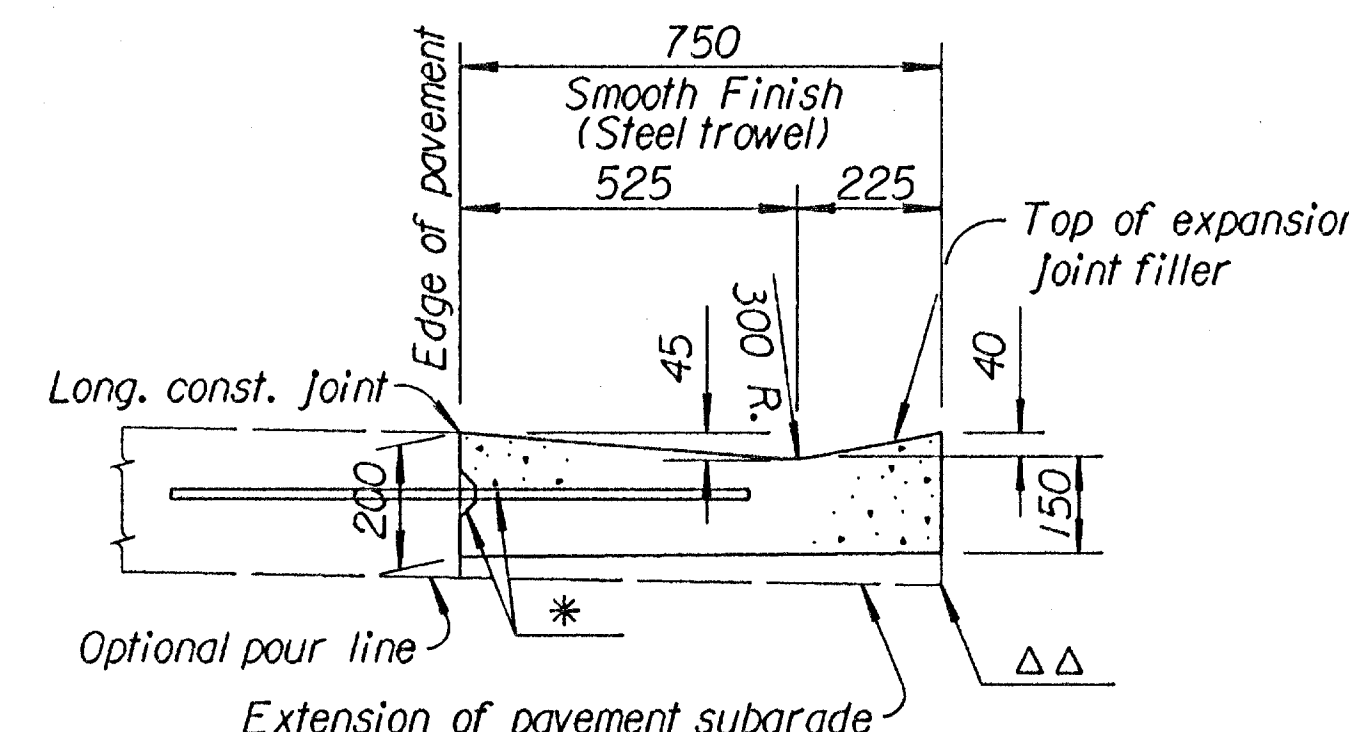 750
Smooth Finish
(Steel trowel)
525
225
Edge of pavement
Top of expansion
joint filler
45
300 R.
40
Long. const. joint
200
150
*
Optional pour line
Δ Δ
Extension of pavement subgrade